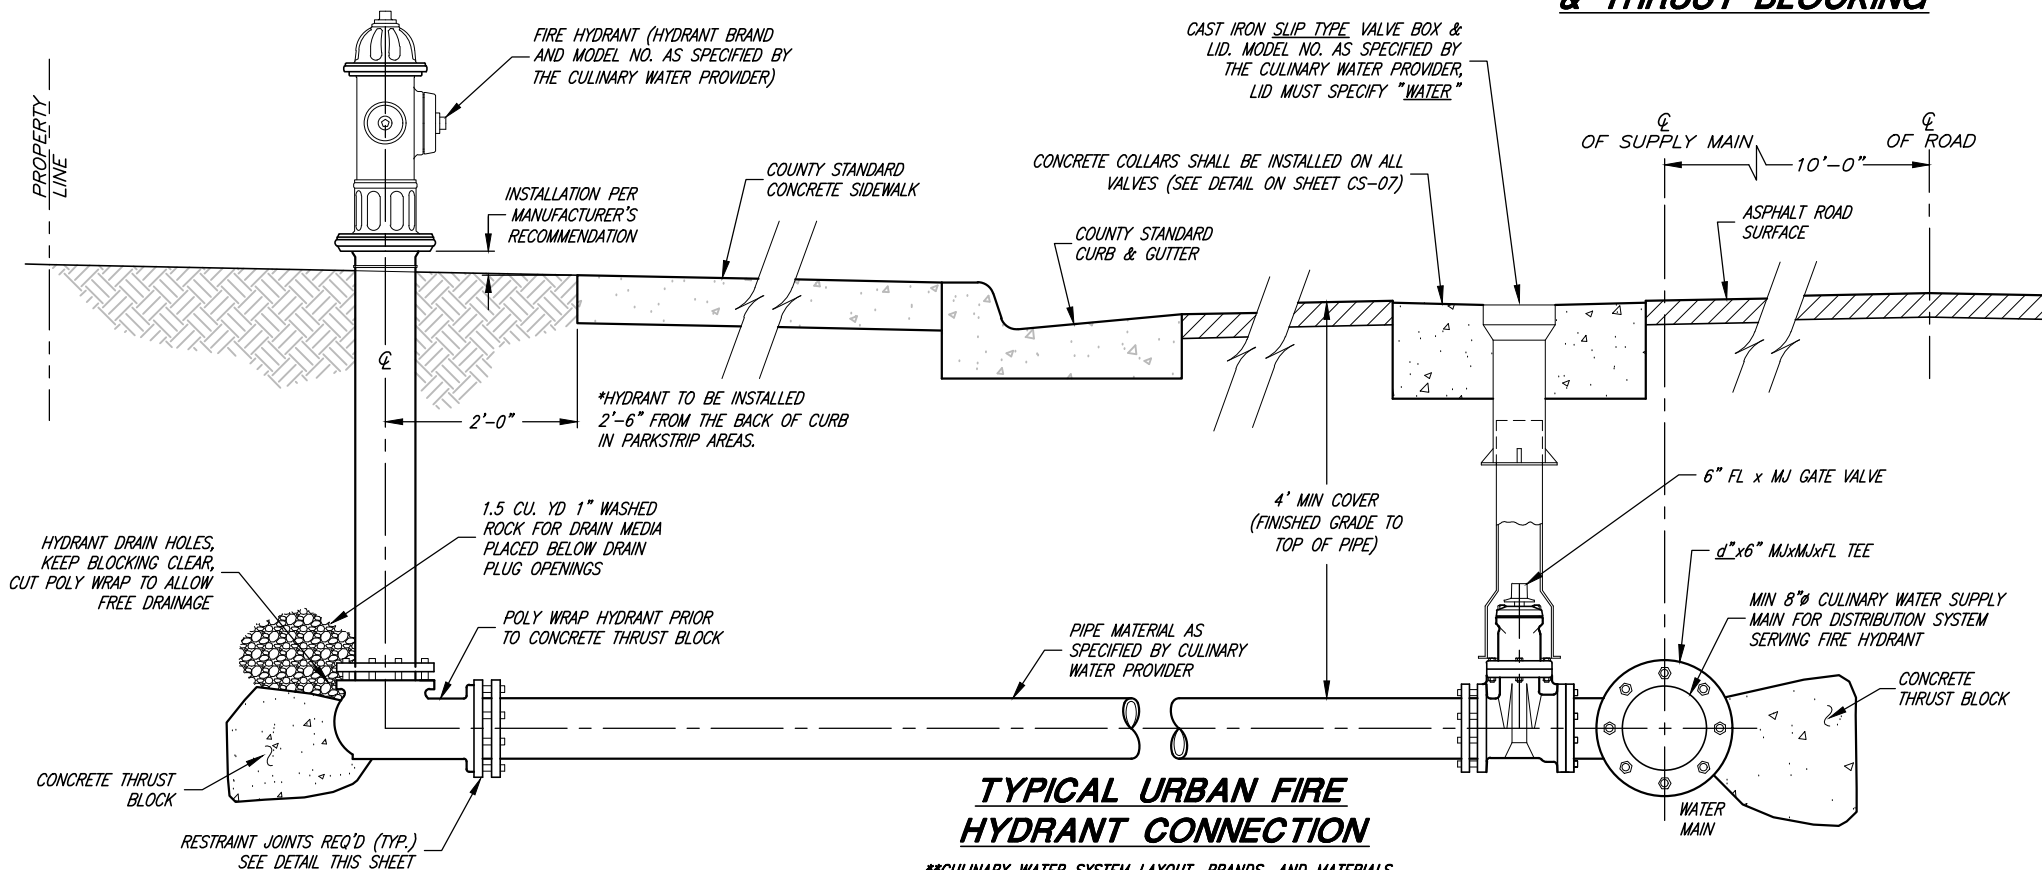 & THRUST BLOCKING
FIRE HYDRANT (HYDRANT BRAND
AND MODEL NO. AS SPECIFIED BY
THE CULINARY WATER PROVIDER)
CAST IRON SLIP TYPE VALVE BOX &
LID. MODEL NO. AS SPECIFIED BY
THE CULINARY WATER PROVIDER,
LID MUST SPECIFY "WATER"
PROPERTY
LINE
℄
OF SUPPLY MAIN
℄
OF ROAD
10'-0"
COUNTY STANDARD
CONCRETE SIDEWALK
CONCRETE COLLARS SHALL BE INSTALLED ON ALL
VALVES (SEE DETAIL ON SHEET CS-07)
INSTALLATION PER
MANUFACTURER'S
RECOMMENDATION
COUNTY STANDARD
CURB & GUTTER
ASPHALT ROAD
SURFACE
℄
2'-0"
*HYDRANT TO BE INSTALLED
2'-6" FROM THE BACK OF CURB
IN PARKSTRIP AREAS.
4' MIN COVER
(FINISHED GRADE TO
TOP OF PIPE)
6" FL x MJ GATE VALVE
1.5 CU. YD 1" WASHED
ROCK FOR DRAIN MEDIA
PLACED BELOW DRAIN
PLUG OPENINGS
HYDRANT DRAIN HOLES,
KEEP BLOCKING CLEAR,
CUT POLY WRAP TO ALLOW
FREE DRAINAGE
d"x6" MJxMJxFL TEE
MIN 8"Ø CULINARY WATER SUPPLY
MAIN FOR DISTRIBUTION SYSTEM
SERVING FIRE HYDRANT
POLY WRAP HYDRANT PRIOR
TO CONCRETE THRUST BLOCK
PIPE MATERIAL AS
SPECIFIED BY CULINARY
WATER PROVIDER
CONCRETE
THRUST BLOCK
CONCRETE THRUST
BLOCK
WATER
MAIN
RESTRAINT JOINTS REQ'D (TYP.)
SEE DETAIL THIS SHEET
TYPICAL URBAN FIRE
HYDRANT CONNECTION
**CULINARY WATER SYSTEM LAYOUT, BRANDS, AND MATERIALS